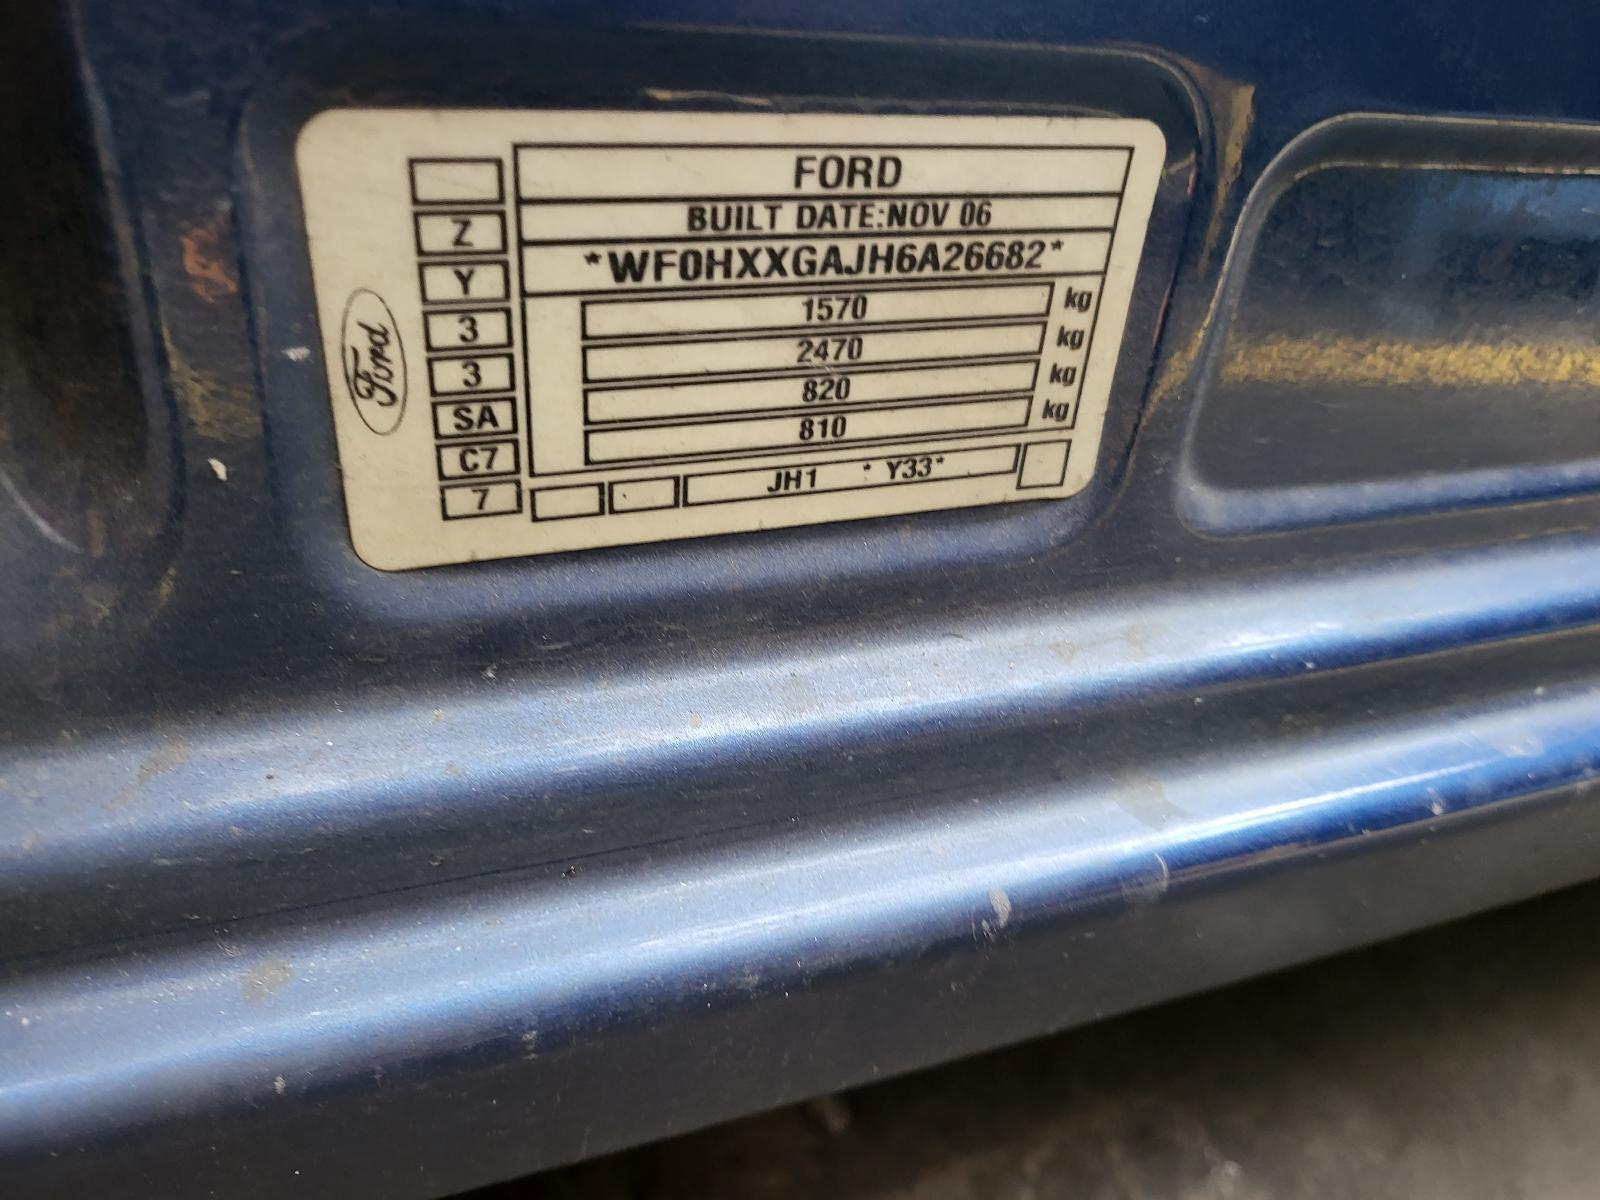 FORD
BUILT DATE:NOV 06
*WF0HXXGAJH6A26682*
1570 kg
2470 kg
820 kg
810 kg
JH1 * Y33*
Z
Y
3
3
SA
C7
7
Ford